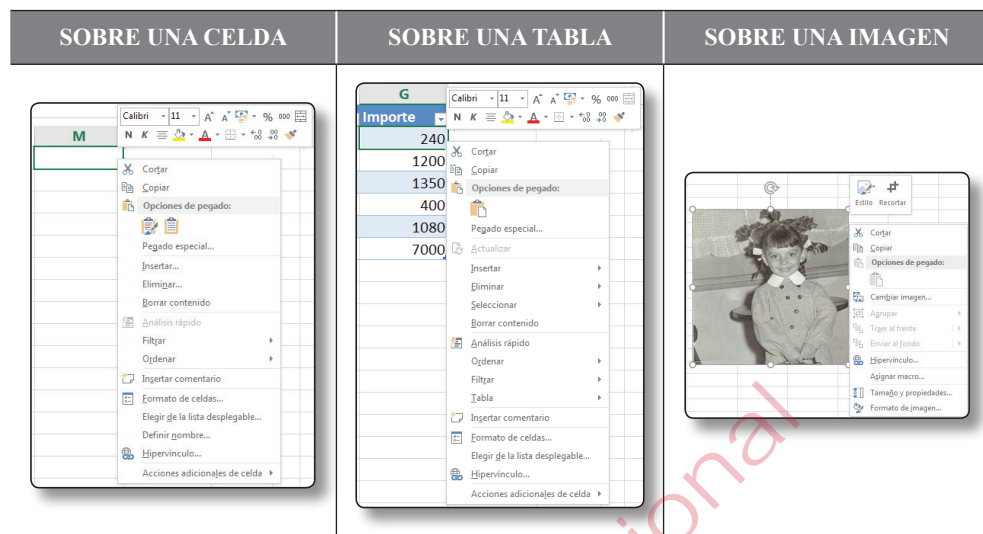 SOBRE UNA CELDA
SOBRE UNA TABLA
SOBRE UNA IMAGEN
Calibri 11 A A % 000
N K A
M
Cortar
Copiar
Opciones de pegado:
Pegado especial...
Insertar...
Eliminar...
Borrar contenido
Análisis rápido
Filtrar
Ordenar
Insertar comentario
Formato de celdas...
Elegir de la lista desplegable...
Definir nombre...
Hipervínculo...
Acciones adicionales de celda
G
Importe
240
1200
1350
400
1080
7000
Calibri 11 A A % 000
N K A
Cortar
Copiar
Opciones de pegado:
Pegado especial...
Actualizar
Insertar
Eliminar
Seleccionar
Borrar contenido
Análisis rápido
Ordenar
Filtrar
Tabla
Insertar comentario
Formato de celdas...
Elegir de la lista desplegable...
Hipervínculo...
Acciones adicionales de celda
Estilo Recortar
Cortar
Copiar
Opciones de pegado:
Cambiar imagen...
Agrupar
Traer al frente
Enviar al fondo
Hipervínculo...
Asignar macro...
Tamaño y propiedades...
Formato de imagen...
ional